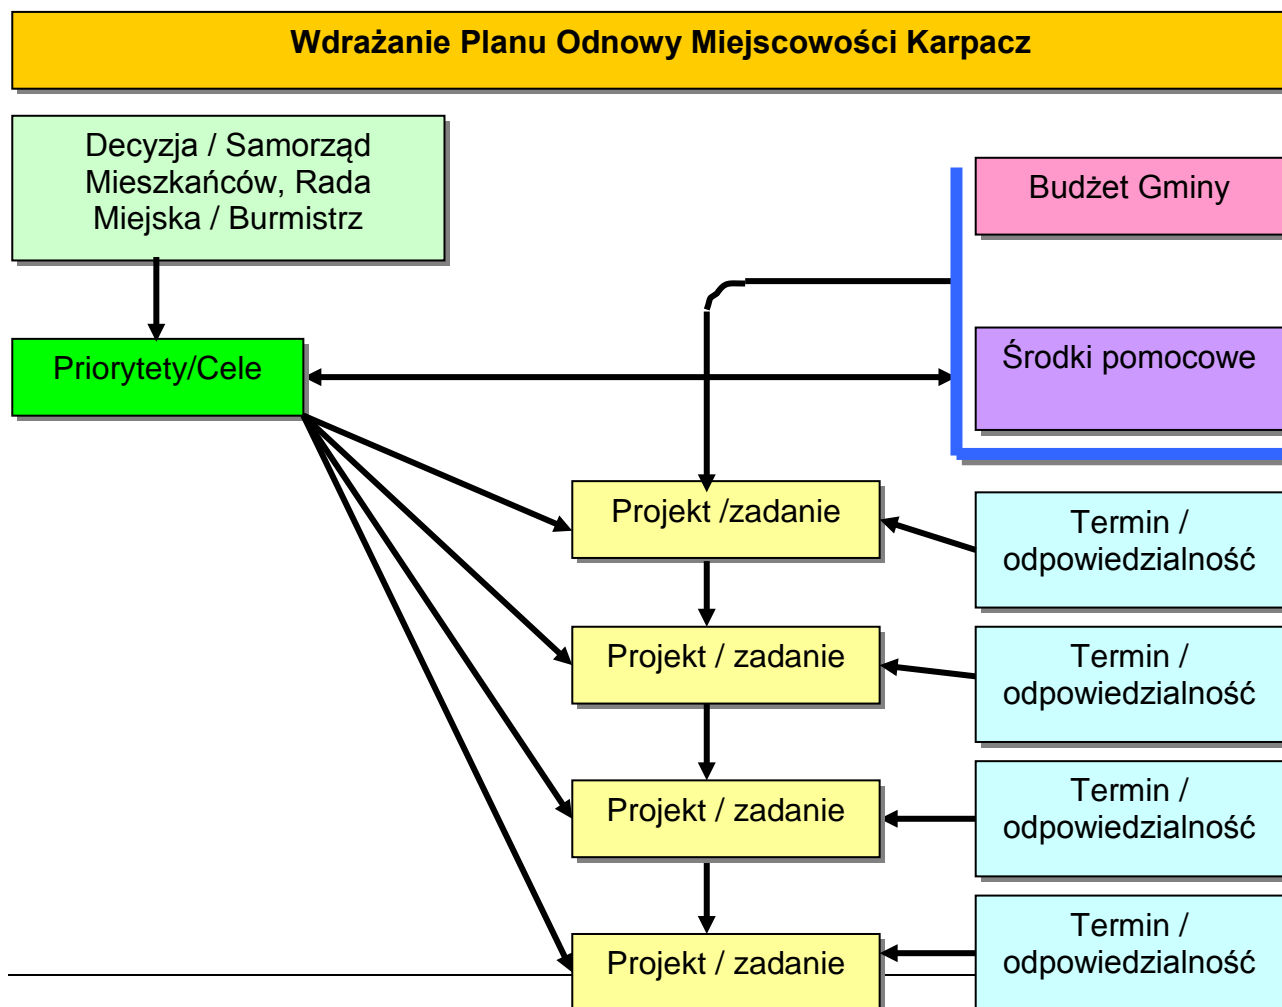 Wdrażanie Planu Odnowy Miejscowości Karpacz
Decyzja / Samorząd
Mieszkańców, Rada
Miejska / Burmistrz
Budżet Gminy
Priorytety/Cele
Środki pomocowe
Projekt /zadanie
Termin /
odpowiedzialność
Projekt / zadanie
Termin /
odpowiedzialność
Projekt / zadanie
Termin /
odpowiedzialność
Projekt / zadanie
Termin /
odpowiedzialność